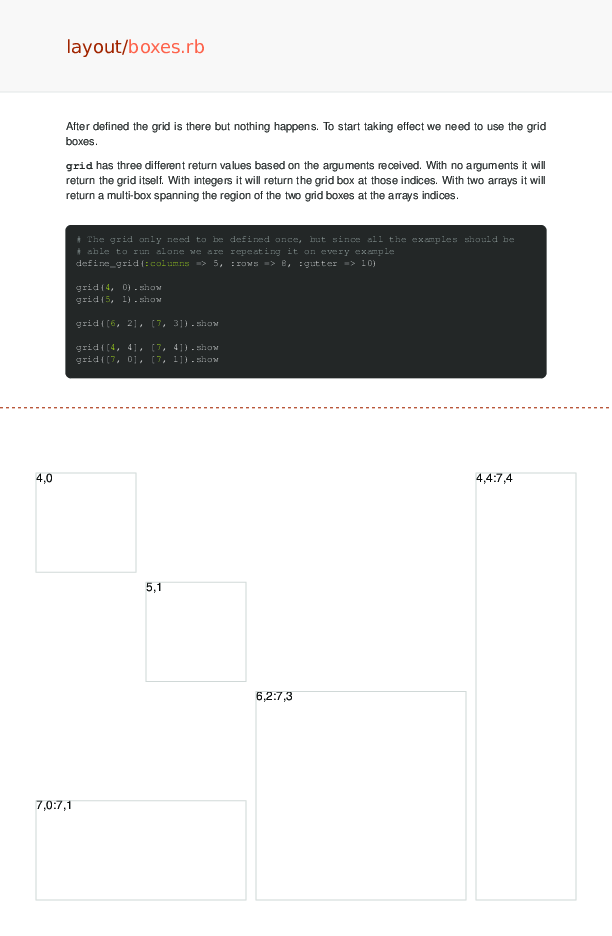 layout/boxes.rb
After defined the grid is there but nothing happens. To start taking effect we need to use the grid
boxes.
grid has three different return values based on the arguments received. With no arguments it will
return the grid itself. With integers it will return the grid box at those indices. With two arrays it will
return a multi-box spanning the region of the two grid boxes at the arrays indices.
# The grid only need to be defined once, but since all the examples should be
# able to run alone we are repeating it on every example
define_grid(:columns => 5, :rows => 8, :gutter => 10)
grid(4, 0).show
grid(5, 1).show
grid([6, 2], [7, 3]).show
grid([4, 4], [7, 4]).show
grid([7, 0], [7, 1]).show
4,0
4,4:7,4
5,1
6,2:7,3
7,0:7,1